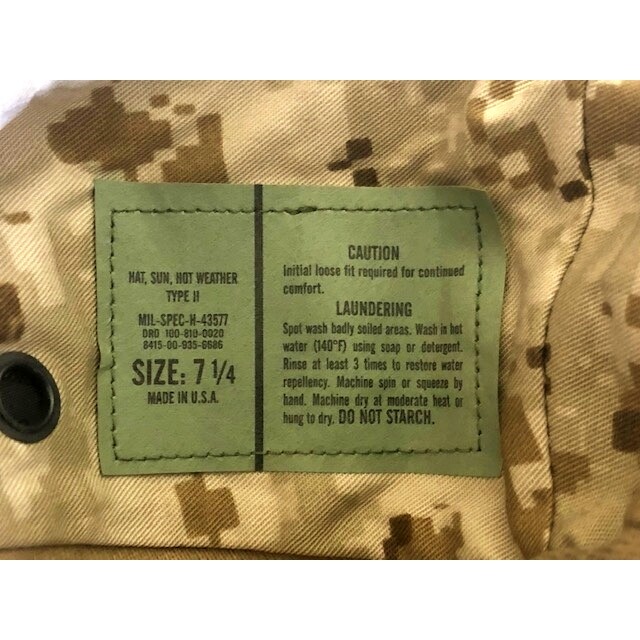 HAT, SUN, HOT WEATHER
TYPE II
MIL-SPEC-H-43577
DRD 100-810-0020
8415-00-935-6686
SIZE: 7 1/4
MADE IN U.S.A.
CAUTION
Initial loose fit required for continued
comfort.
LAUNDERING
Spot wash badly soiled areas. Wash in hot
water (140°F) using soap or detergent.
Rinse at least 3 times to restore water
repellency. Machine spin or squeeze by
hand. Machine dry at moderate heat or
hung to dry. DO NOT STARCH.